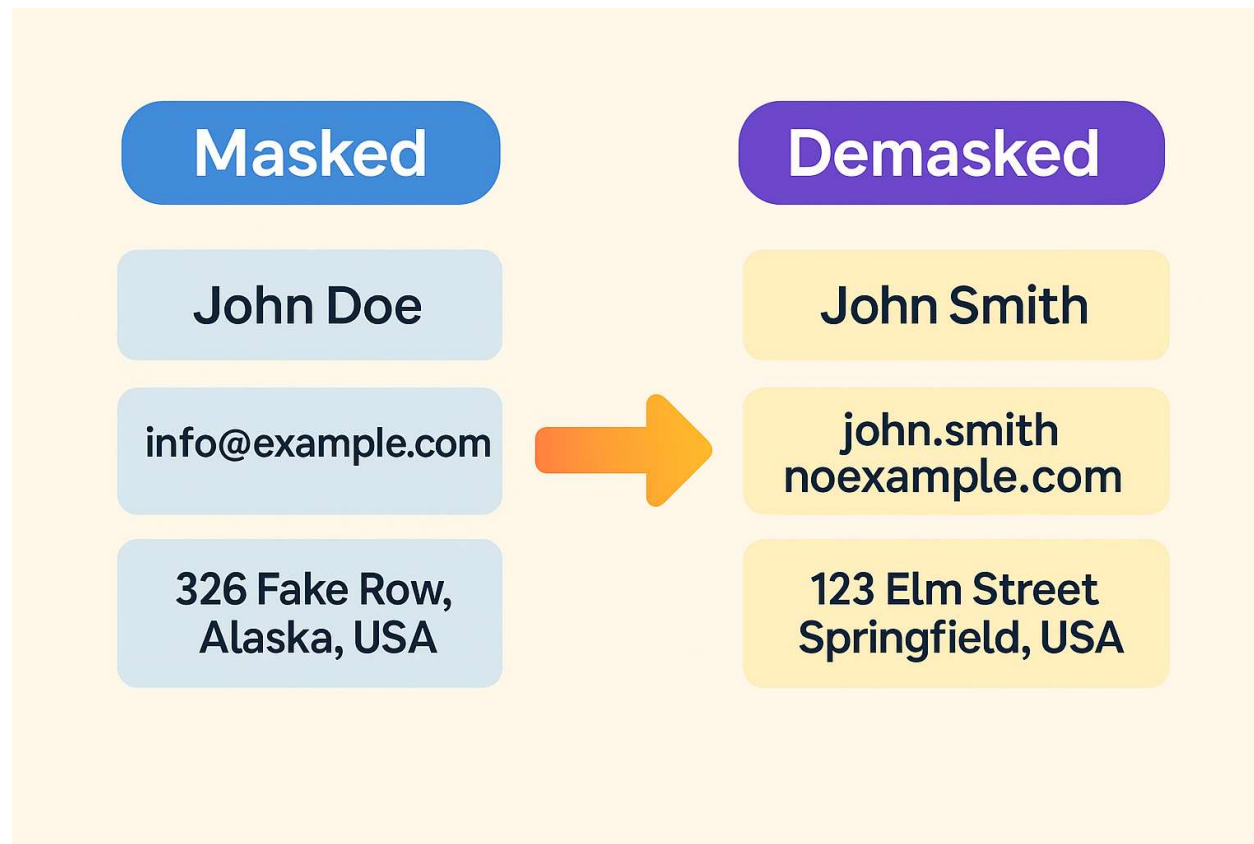 Masked
John Doe
info@example.com
326 Fake Row,
Alaska, USA
Demasked
John Smith
john.smith
noexample.com
123 Elm Street
Springfield, USA